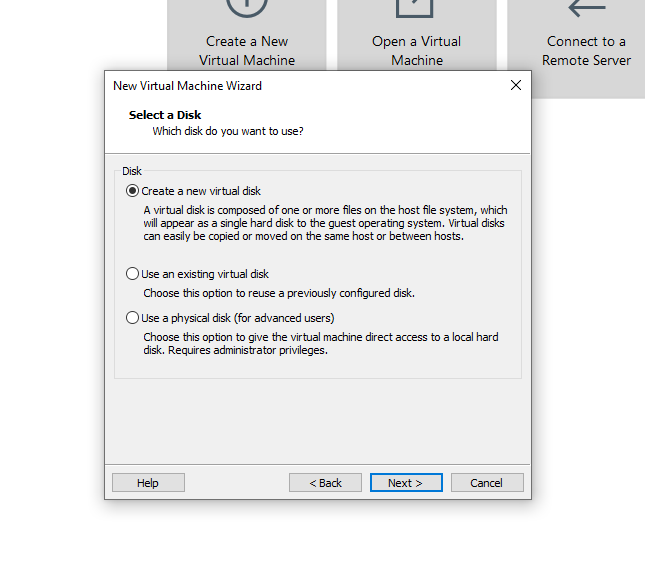 Create a New
Virtual Machine
Open a Virtual
Machine
Connect to a
Remote Server
New Virtual Machine Wizard
Select a Disk
Which disk do you want to use?
Disk
Create a new virtual disk
A virtual disk is composed of one or more files on the host file system, which
will appear as a single hard disk to the guest operating system. Virtual disks
can easily be copied or moved on the same host or between hosts.
Use an existing virtual disk
Choose this option to reuse a previously configured disk.
Use a physical disk (for advanced users)
Choose this option to give the virtual machine direct access to a local hard
disk. Requires administrator privileges.
Help
< Back
Next >
Cancel